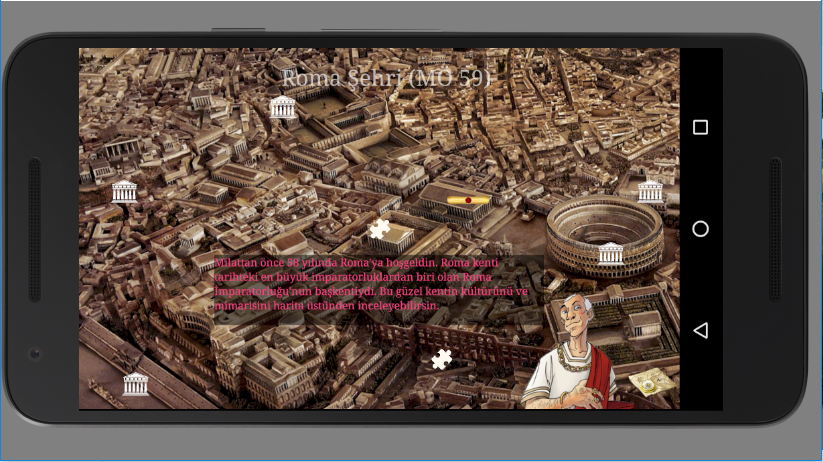 Roma Şehri (MÖ 59)
Milattan önce 58 yılında Roma'ya hoşgeldin. Roma kenti
tarihteki en büyük imparatorluklardan biri olan Roma
İmparatorluğu'nun başkentiydi. Bu güzel kentin kültürünü ve
mimarisini harita üstünden inceleyebilirsin.